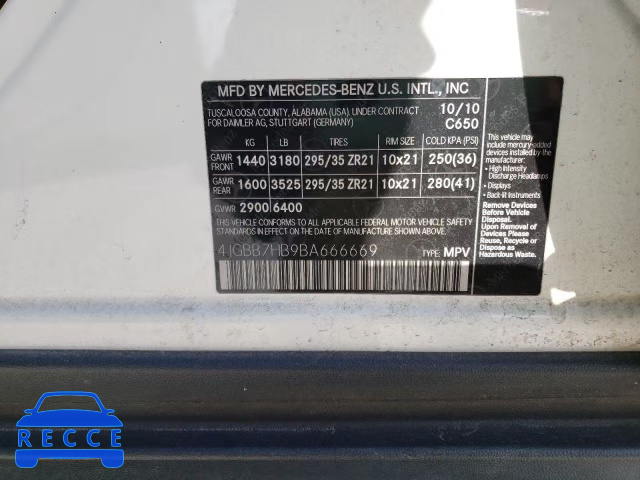 MFD BY MERCEDES-BENZ U.S. INTL., INC
TUSCALOOSA COUNTY, ALABAMA (USA). UNDER CONTRACT 10/10
FOR DAIMLER AG, STUTTGART (GERMANY) C650
KG LB TIRES RIM SIZE COLD KPA (PSI)
GAWR FRONT 1440 3180 295/35 ZR21 10x21 250(36)
GAWR REAR 1600 3525 295/35 ZR21 10x21 280(41)
GVWR 2900 6400
THIS VEHICLE CONFORMS TO ALL APPLICABLE FEDERAL MOTOR VEHICLE SAFETY
STANDARDS IN EFFECT ON THE DATE OF MANUFACTURE SHOWN ABOVE.
4JGBB7HB9BA666669 TYPE: MPV
This vehicle may
include mercury-added
devices installed by the
manufacturer:
• High Intensity
Discharge Headlamps
• Displays
• Back-lit Instruments
Remove Devices
Before Vehicle
Disposal.
Upon Removal
of Devices
Please Reuse,
Recycle or
Dispose as
Hazardous Waste.
RECCE